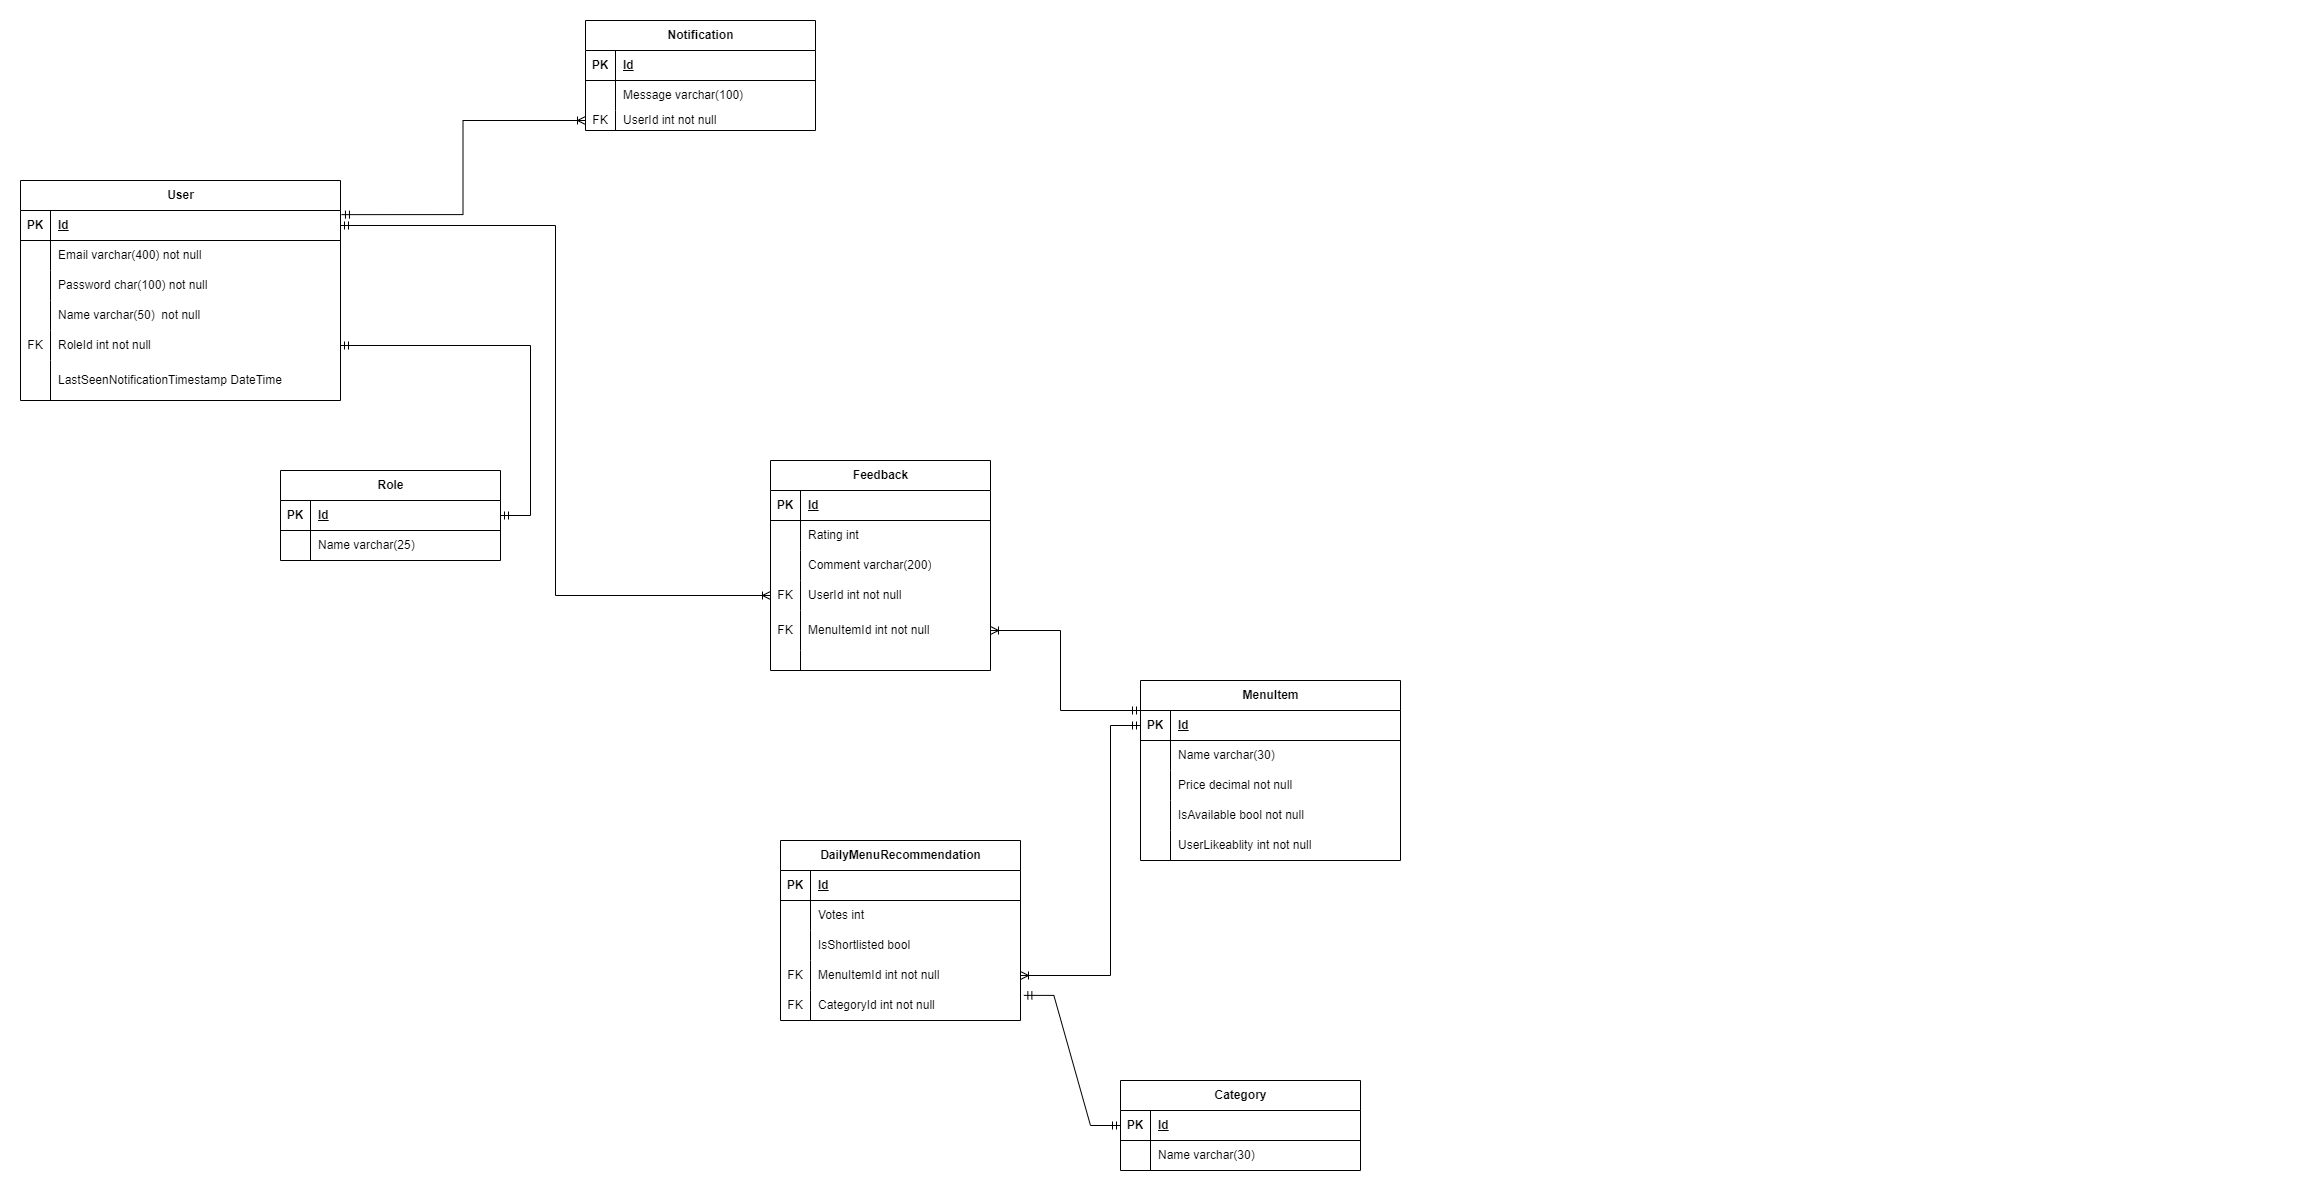 Notification
PK Id
Message varchar(100)
FK UserId int not null
User
PK Id
Email varchar(400) not null
Password char(100) not null
Name varchar(50)  not null
FK RoleId int not null
LastSeenNotificationTimestamp DateTime
Role
PK Id
Name varchar(25)
Feedback
PK Id
Rating int
Comment varchar(200)
FK UserId int not null
FK MenuItemId int not null
MenuItem
PK Id
Name varchar(30)
Price decimal not null
IsAvailable bool not null
UserLikeablity int not null
DailyMenuRecommendation
PK Id
Votes int
IsShortlisted bool
FK MenuItemId int not null
FK CategoryId int not null
Category
PK Id
Name varchar(30)